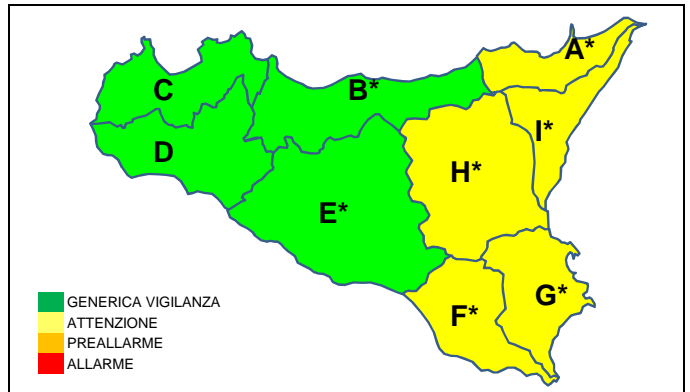 A*
C
B*
I*
D
H*
E*
G*
F*
GENERICA VIGILANZA
ATTENZIONE
PREALLARME
ALLARME